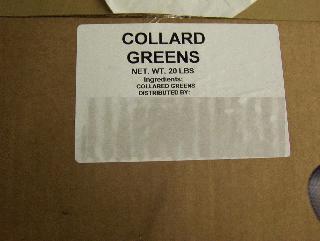 COLLARD
GREENS
NET. WT. 20 LBS
Ingredients:
COLLARED GREENS
DISTRIBUTED BY: